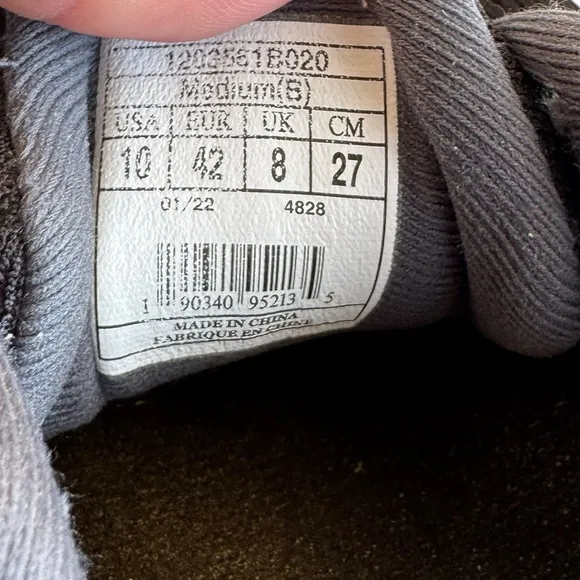 1203551B020
Medium(B)
USA EUR UK CM
10 42 8 27
01/22 4828
1 90340 95213 5
MADE IN CHINA
FABRIQUE EN CHINE